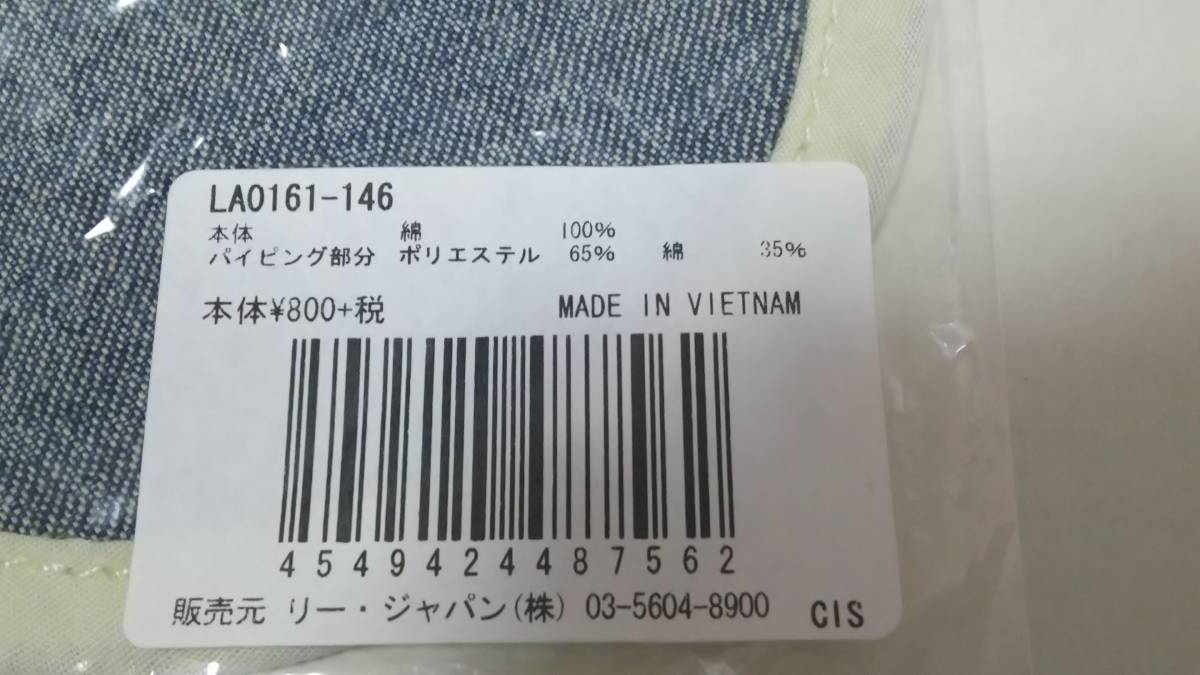 LA0161-146
本体 綿 100%
パイピング部分 ポリエステル 65% 綿 35%
本体¥800+税 MADE IN VIETNAM
4549424487562
販売元 リー・ジャパン(株) 03-5604-8900 CIS